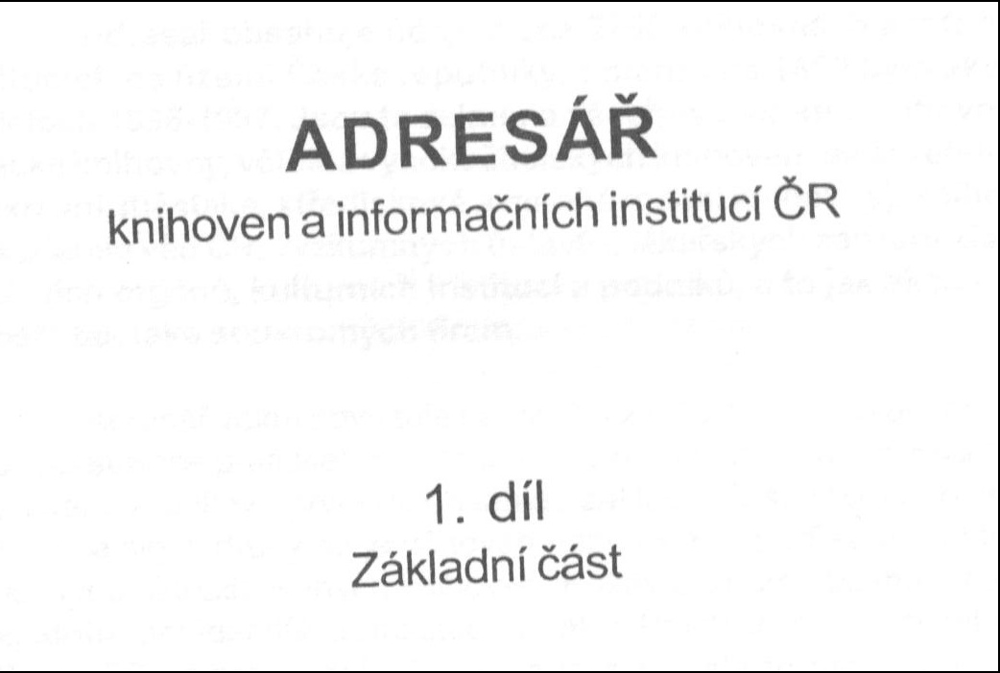 ADRESÁŘ
knihoven a informačních institucí ČR
1. díl
Základní část